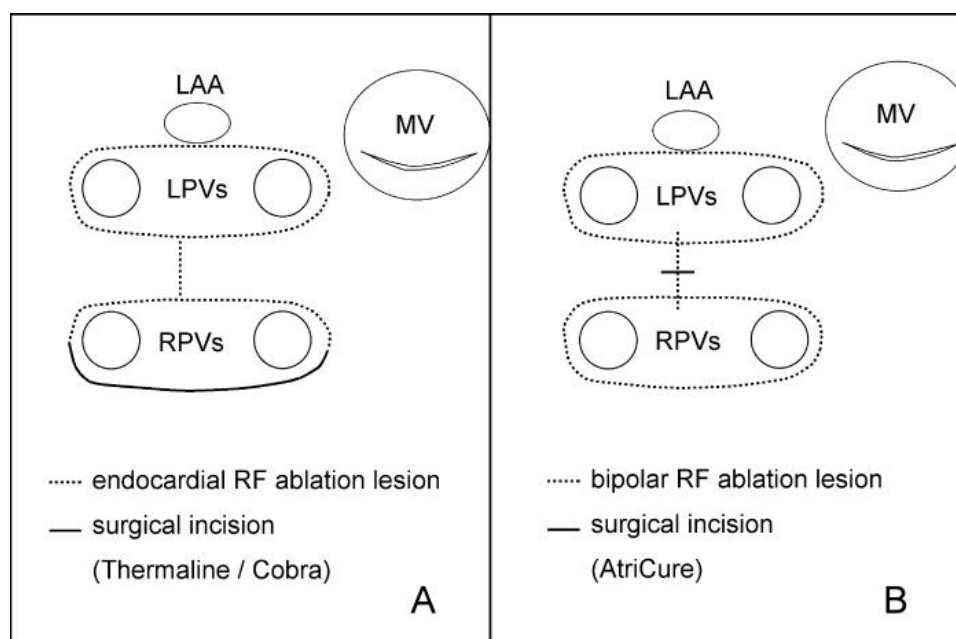 LAA
MV
LPVs
RPVs
endocardial RF ablation lesion
surgical incision
(Thermaline / Cobra)
A
LAA
MV
LPVs
RPVs
bipolar RF ablation lesion
surgical incision
(AtriCure)
B